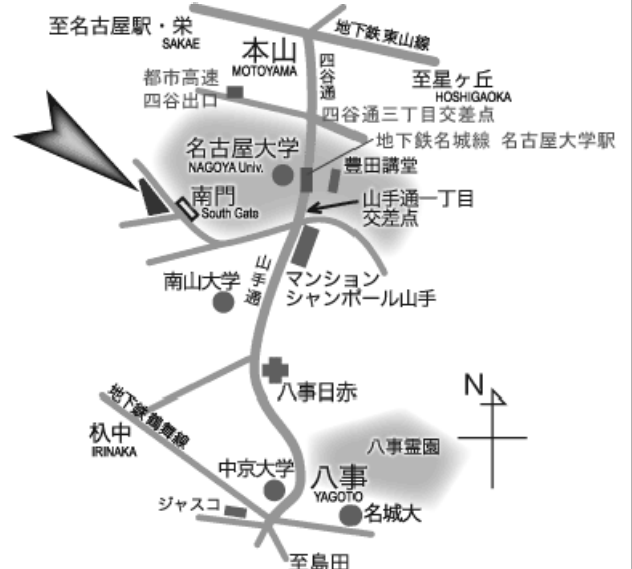 至名古屋駅・栄
SAKAE
地下鉄東山線
本山
MOTOYAMA
四谷通
至星ヶ丘
HOSHIGAOKA
都市高速
四谷出口
四谷通三丁目交差点
地下鉄名城線 名古屋大学駅
名古屋大学
NAGOYA Univ.
豊田講堂
南門
South Gate
山手通一丁目
交差点
山手通
南山大学
マンション
シャンボール山手
八事日赤
N
地下鉄鶴舞線
杁中
IRINAKA
八事霊園
中京大学
八事
YAGOTO
ジャスコ
名城大
至島田